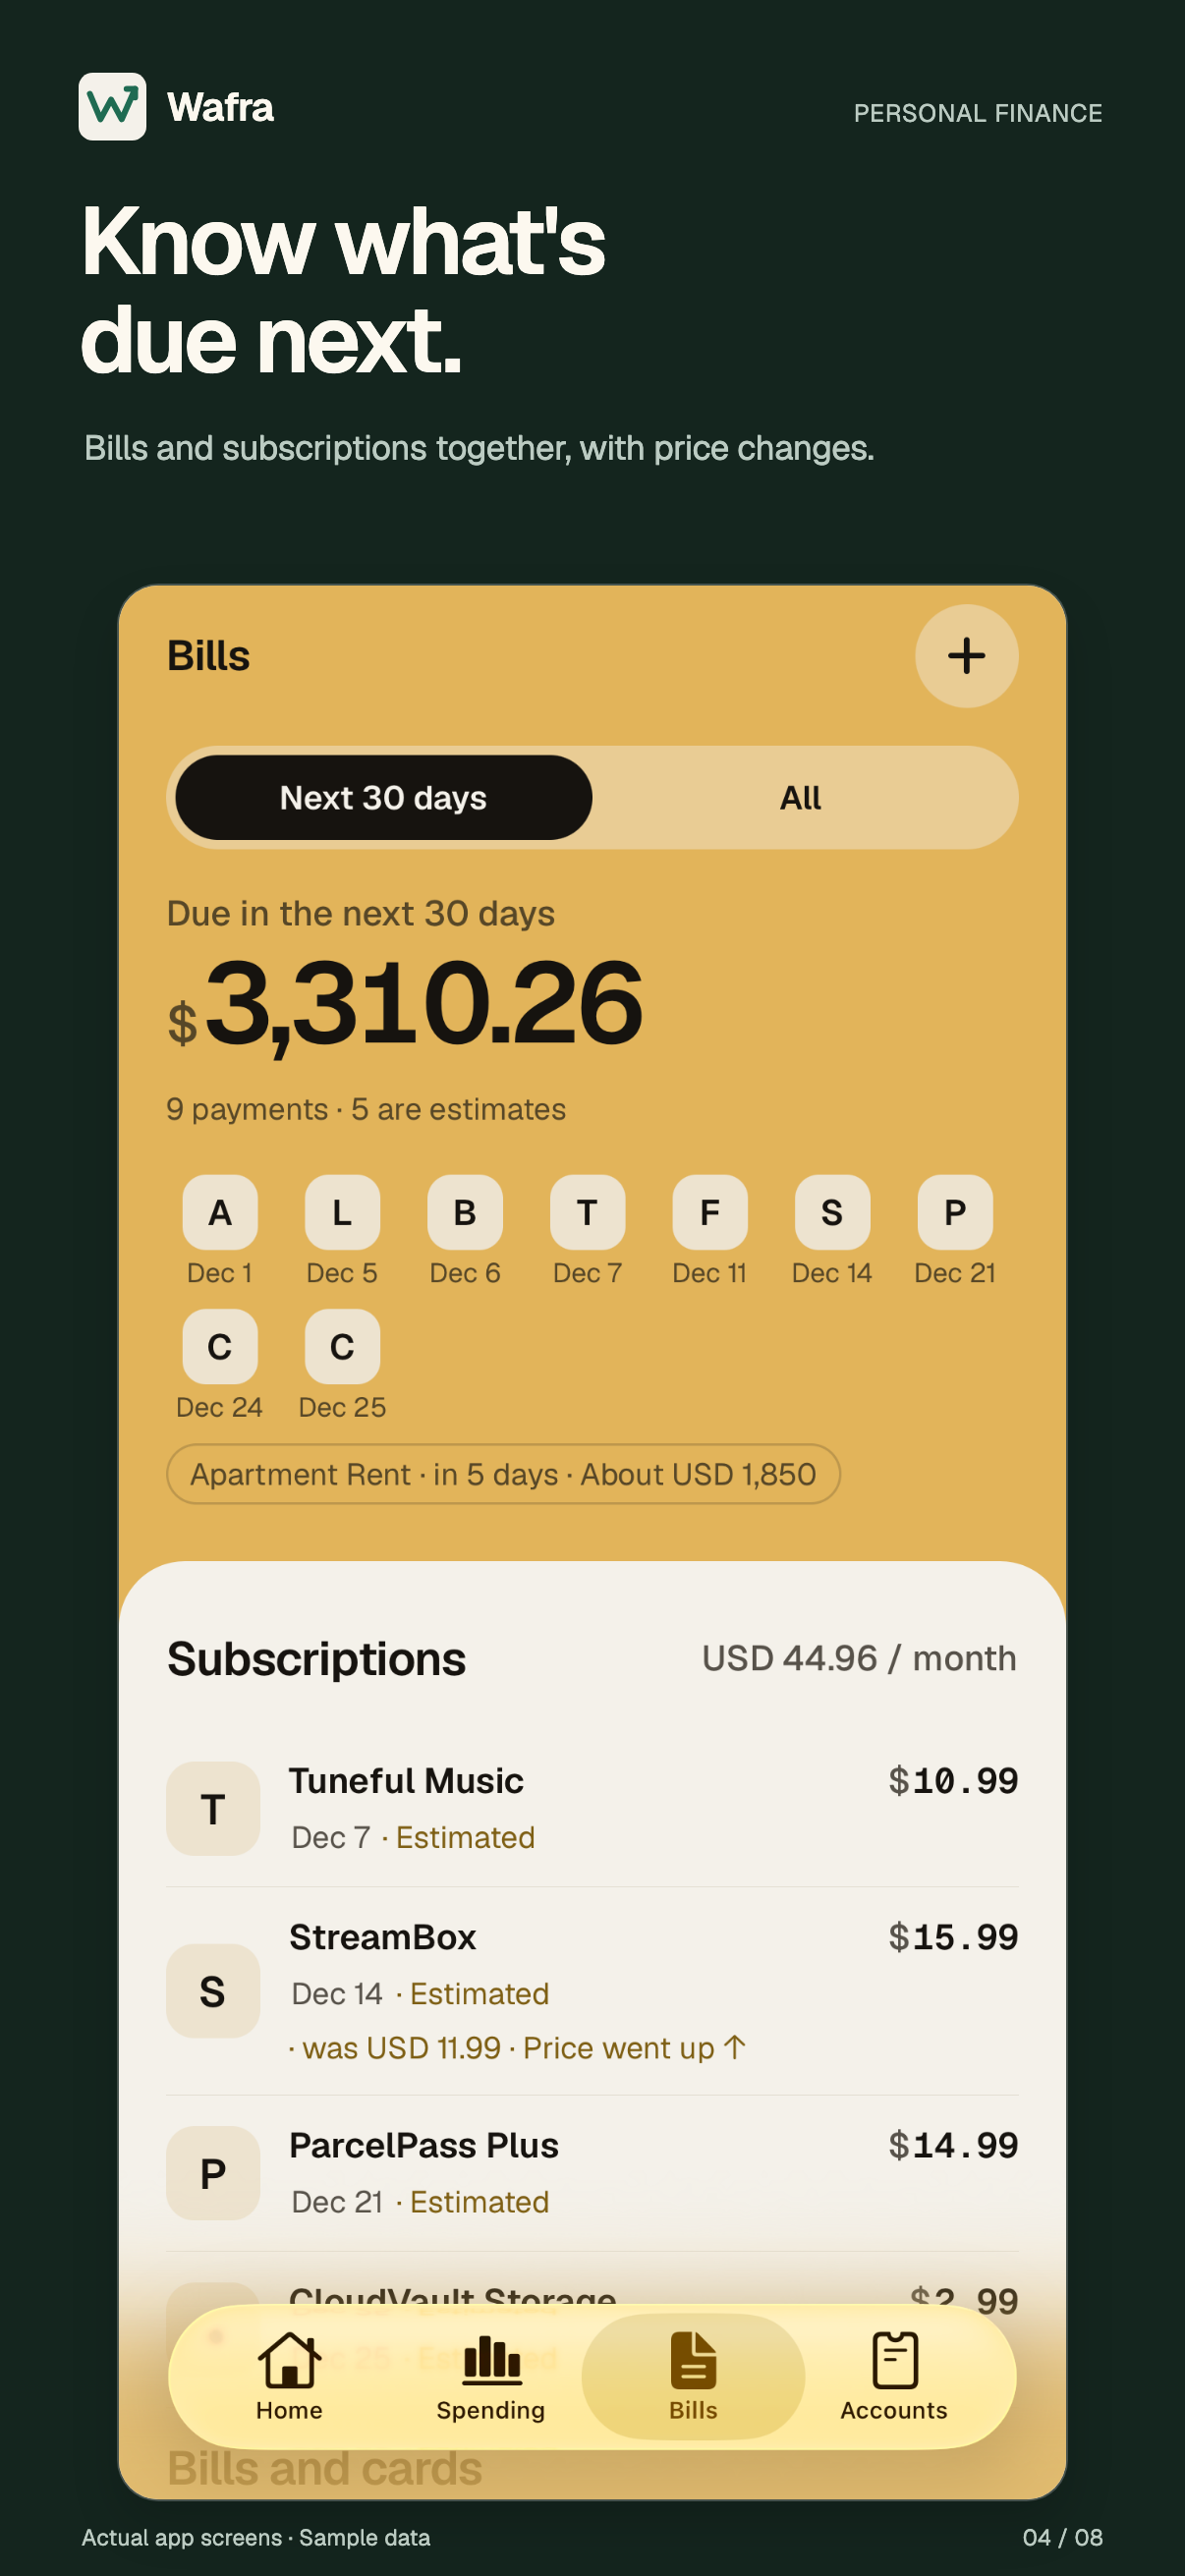 Wafra
PERSONAL FINANCE
Know what's
due next.
Bills and subscriptions together, with price changes.
Bills
Next 30 days
All
Due in the next 30 days
$3,310.26
9 payments · 5 are estimates
A L B T F S P
Dec 1 Dec 5 Dec 6 Dec 7 Dec 11 Dec 14 Dec 21
C C
Dec 24 Dec 25
Apartment Rent · in 5 days · About USD 1,850
Subscriptions
USD 44.96 / month
T
Tuneful Music
$10.99
Dec 7 · Estimated
S
StreamBox
$15.99
Dec 14 · Estimated
· was USD 11.99 · Price went up ↑
P
ParcelPass Plus
$14.99
Dec 21 · Estimated
CloudVault Storage
$2.99
Home
Spending
Bills
Accounts
Bills and cards
Actual app screens · Sample data
04 / 08